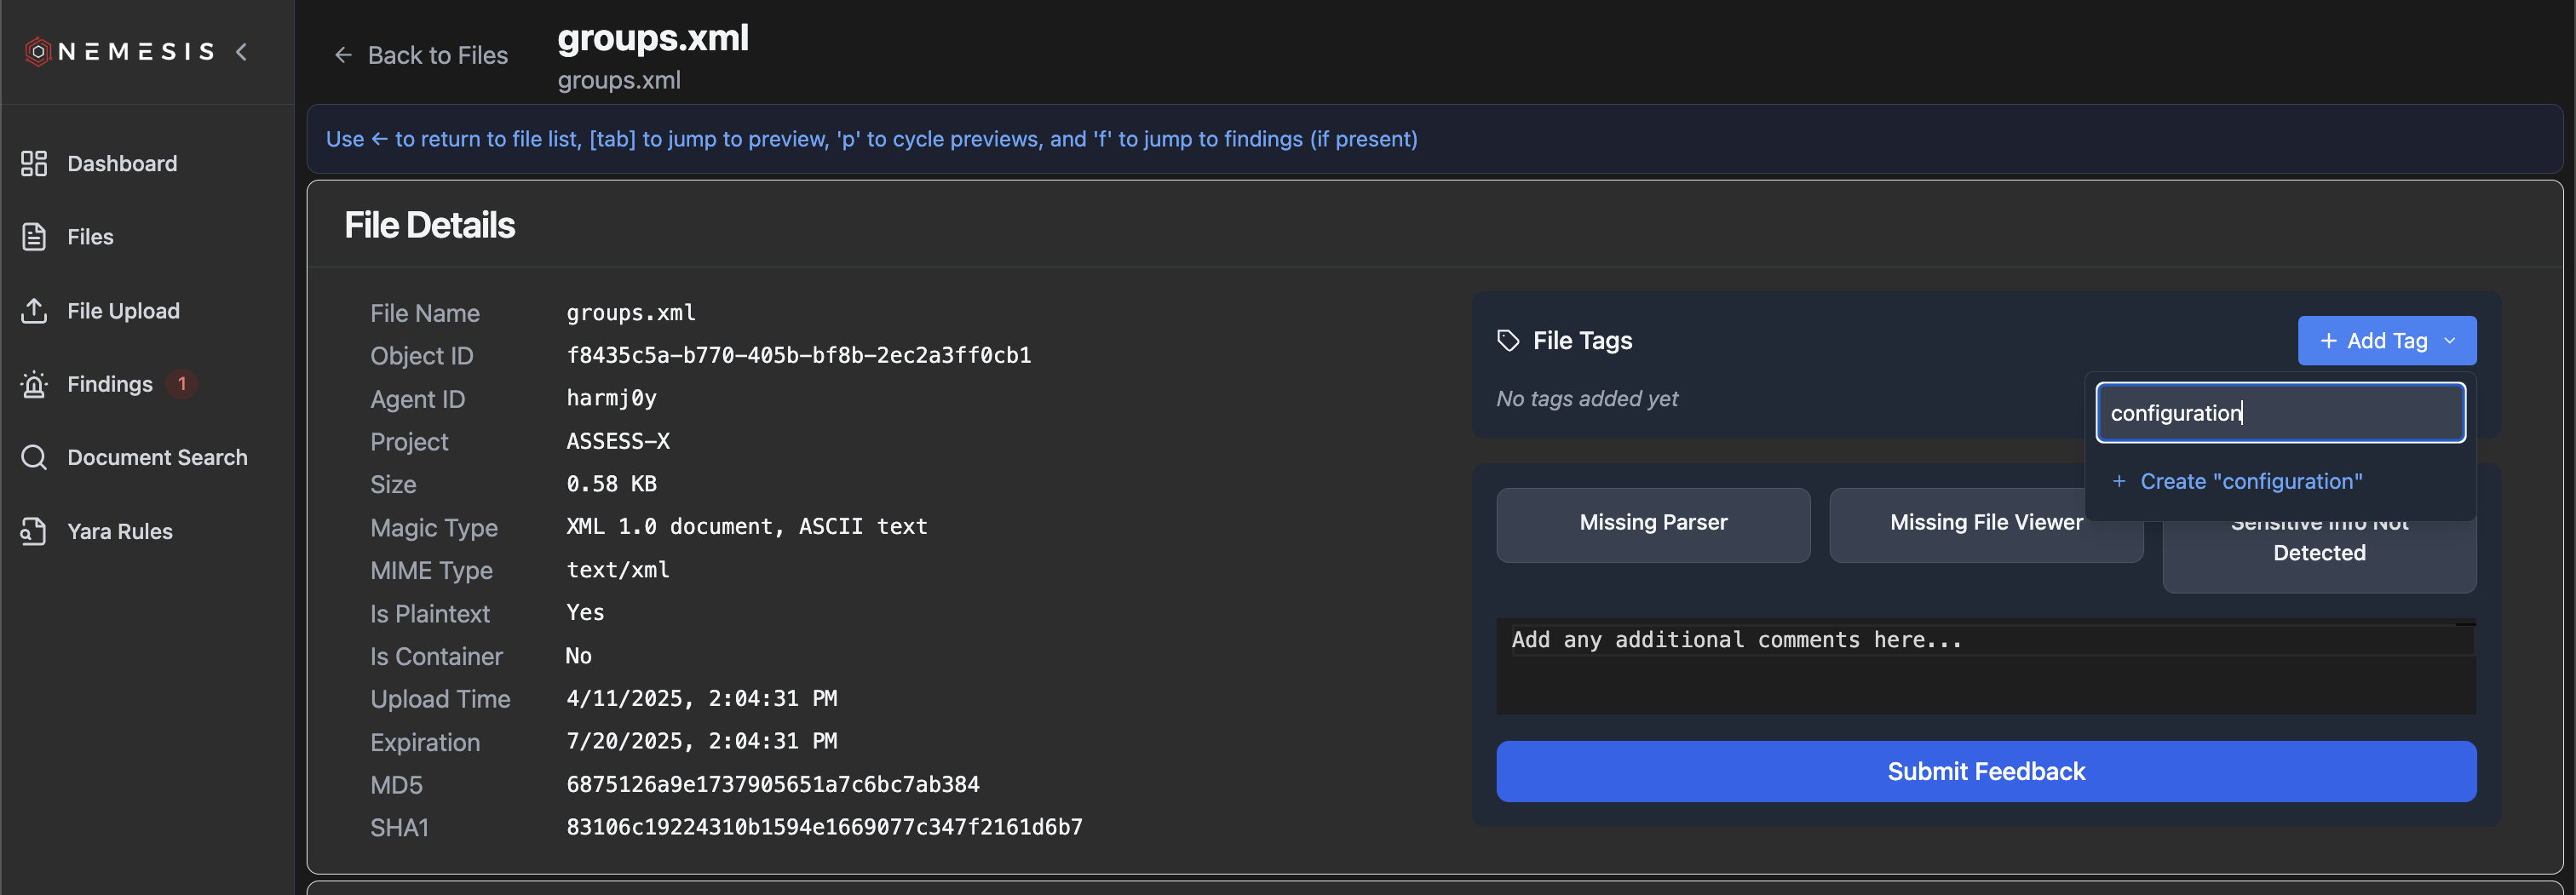 NEMESIS
Dashboard
Files
File Upload
Findings 1
Document Search
Yara Rules
← Back to Files
groups.xml
groups.xml
Use ← to return to file list, [tab] to jump to preview, 'p' to cycle previews, and 'f' to jump to findings (if present)
File Details
File Name groups.xml
Object ID f8435c5a-b770-405b-bf8b-2ec2a3ff0cb1
Agent ID harmj0y
Project ASSESS-X
Size 0.58 KB
Magic Type XML 1.0 document, ASCII text
MIME Type text/xml
Is Plaintext Yes
Is Container No
Upload Time 4/11/2025, 2:04:31 PM
Expiration 7/20/2025, 2:04:31 PM
MD5 6875126a9e1737905651a7c6bc7ab384
SHA1 83106c19224310b1594e1669077c347f2161d6b7
File Tags
+ Add Tag
No tags added yet
configuration
+ Create "configuration"
Missing Parser
Missing File Viewer
Sensitive Info Not
Detected
Add any additional comments here...
Submit Feedback